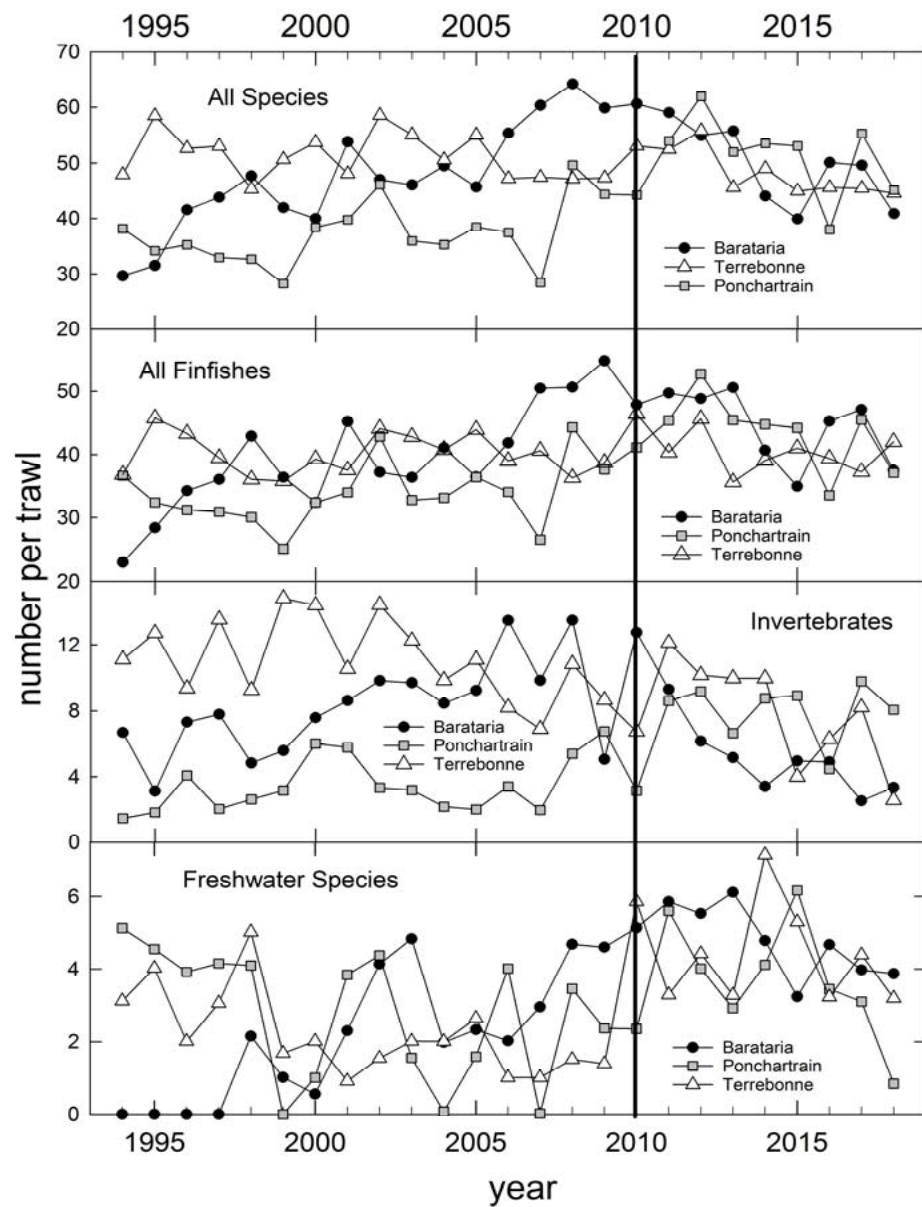 1995 2000 2005 2010 2015
70
All Species
60
50
40
30
20
Barataria
Terrebonne
Ponchartrain
All Finfishes
50
40
30
20
Barataria
Ponchartrain
Terrebonne
number per trawl
Invertebrates
12
8
4
0
Barataria
Ponchartrain
Terrebonne
Freshwater Species
6
4
2
0
Barataria
Ponchartrain
Terrebonne
1995 2000 2005 2010 2015
year